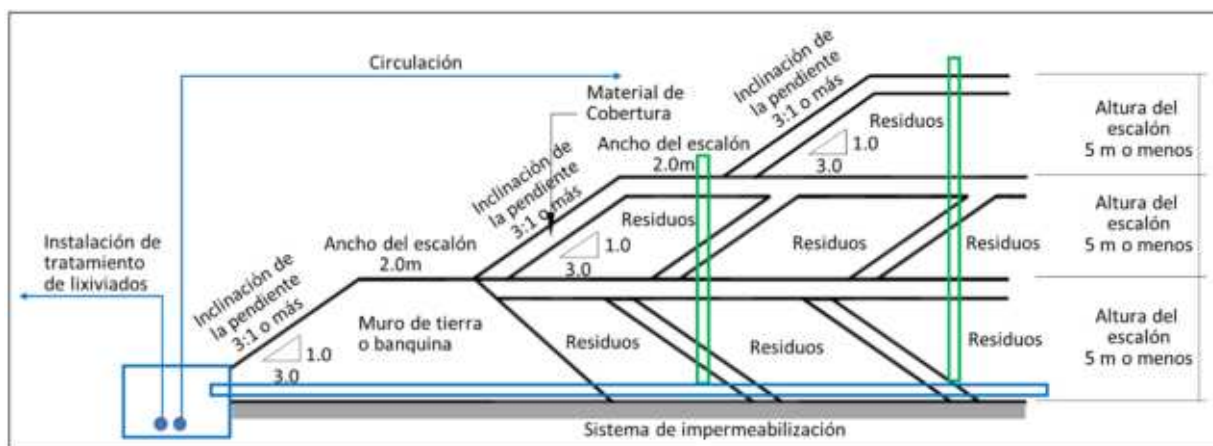 Circulación
Inclinación de
la pendiente
3:1 o más
Material de
Cobertura
Residuos
1.0
3.0
Altura del
escalón
5 m o menos
Ancho del escalón
2.0m
Inclinación de
la pendiente
3:1 o más
Residuos
1.0
3.0
Residuos
Residuos
Altura del
escalón
5 m o menos
Instalación de
tratamiento
de lixiviados
Ancho del escalón
2.0m
Inclinación de
la pendiente
3:1 o más
Muro de tierra
o banquina
1.0
3.0
Residuos
Residuos
Residuos
Altura del
escalón
5 m o menos
Sistema de impermeabilización